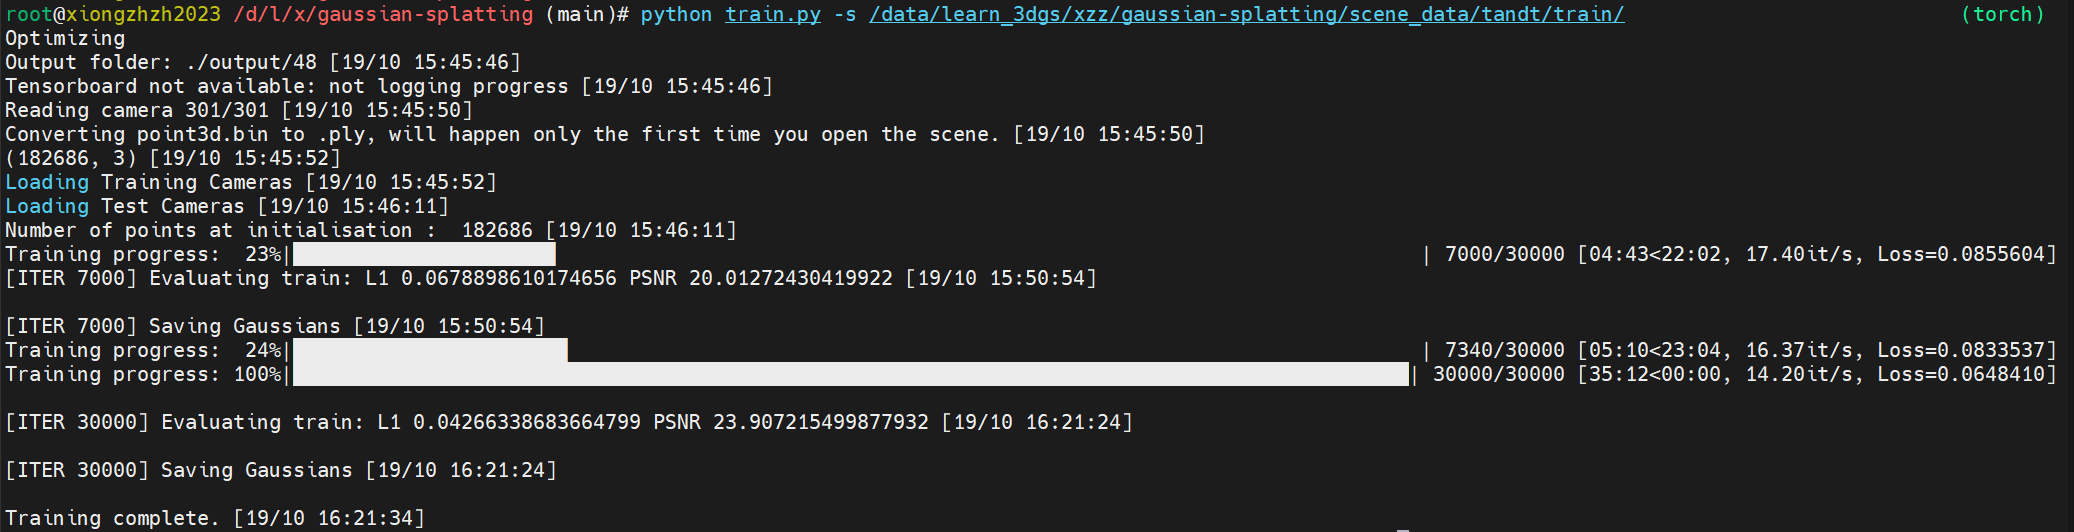 root@xiongzhzh2023 /d/l/x/gaussian-splatting (main)# python train.py -s /data/learn_3dgs/xzz/gaussian-splatting/scene_data/tandt/train/ (torch)
Optimizing
Output folder: ./output/48 [19/10 15:45:46]
Tensorboard not available: not logging progress [19/10 15:45:46]
Reading camera 301/301 [19/10 15:45:50]
Converting point3d.bin to .ply, will happen only the first time you open the scene. [19/10 15:45:50]
(182686, 3) [19/10 15:45:52]
Loading Training Cameras [19/10 15:45:52]
Loading Test Cameras [19/10 15:46:11]
Number of points at initialisation :  182686 [19/10 15:46:11]
Training progress:  23%| | 7000/30000 [04:43<22:02, 17.40it/s, Loss=0.0855604]
[ITER 7000] Evaluating train: L1 0.0678898610174656 PSNR 20.01272430419922 [19/10 15:50:54]
[ITER 7000] Saving Gaussians [19/10 15:50:54]
Training progress:  24%| | 7340/30000 [05:10<23:04, 16.37it/s, Loss=0.0833537]
Training progress: 100%| | 30000/30000 [35:12<00:00, 14.20it/s, Loss=0.0648410]
[ITER 30000] Evaluating train: L1 0.04266338683664799 PSNR 23.907215499877932 [19/10 16:21:24]
[ITER 30000] Saving Gaussians [19/10 16:21:24]
Training complete. [19/10 16:21:34]